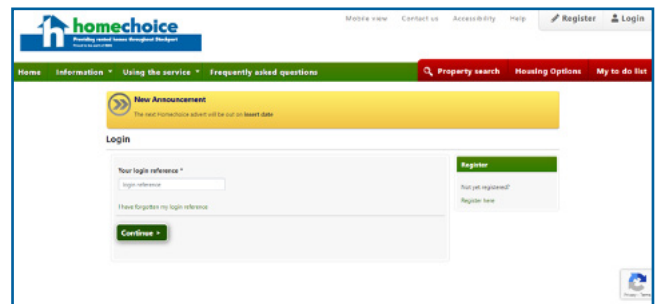 Mobile view Contact us Accessibility Help Register Login
homechoice
Providing rented homes throughout Stockport
Home Information Using the service Frequently asked questions Property search Housing Options My to do list
New Announcement
The next Homechoice advert will be out on insert date
Login
Your login reference *
login reference
I have forgotten my login reference
Continue >
Register
Not yet registered?
Register here
Privacy - Terms